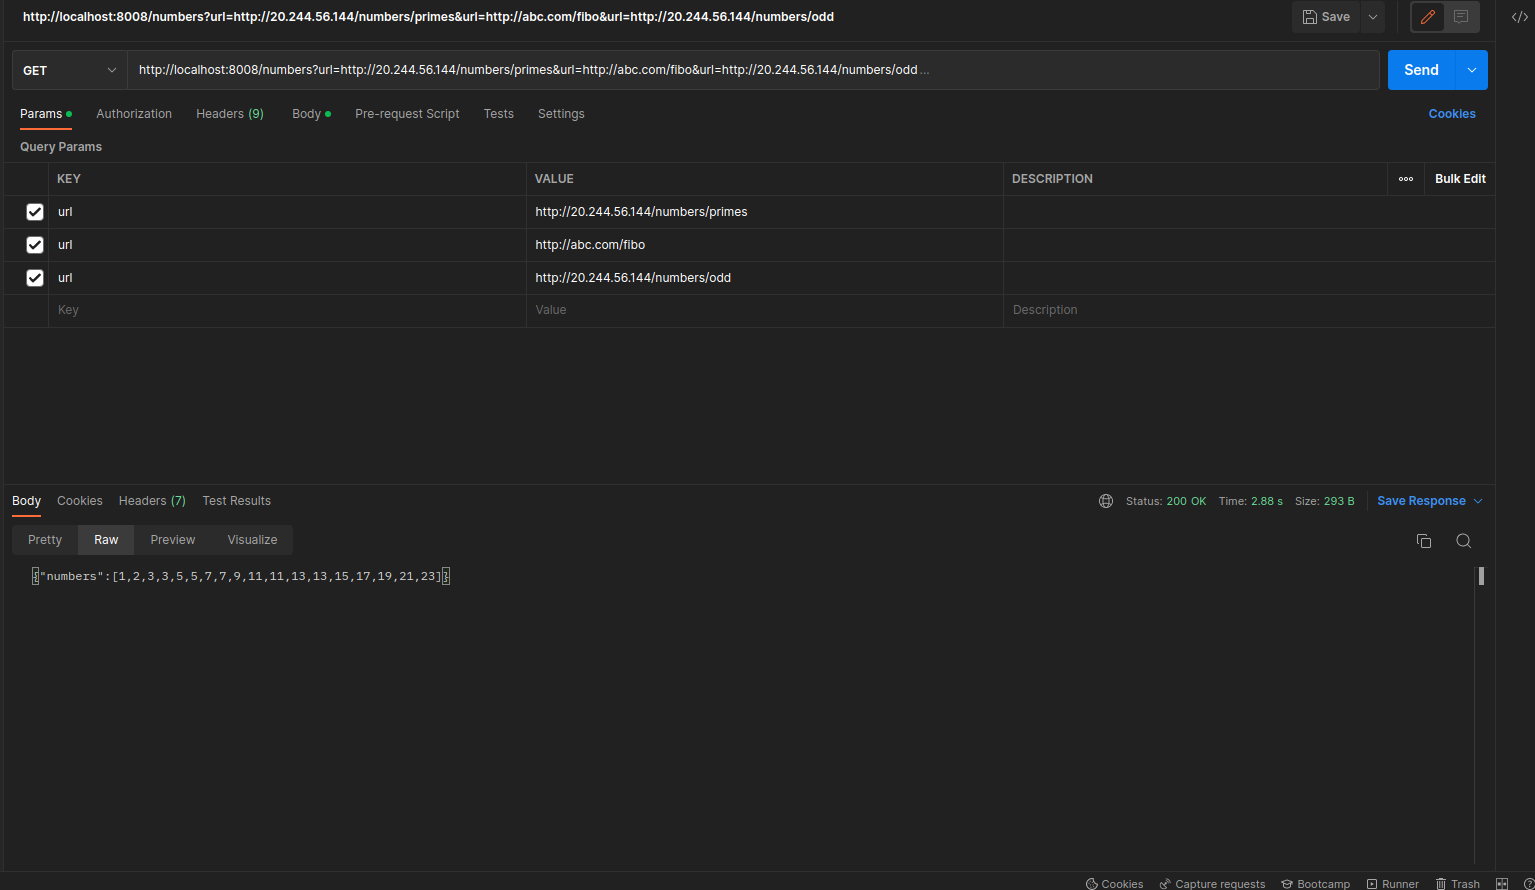 http://localhost:8008/numbers?url=http://20.244.56.144/numbers/primes&url=http://abc.com/fibo&url=http://20.244.56.144/numbers/odd
Save
GET http://localhost:8008/numbers?url=http://20.244.56.144/numbers/primes&url=http://abc.com/fibo&url=http://20.244.56.144/numbers/odd ...
Send
Params Authorization Headers (9) Body Pre-request Script Tests Settings Cookies
Query Params
KEY VALUE DESCRIPTION Bulk Edit
url http://20.244.56.144/numbers/primes
url http://abc.com/fibo
url http://20.244.56.144/numbers/odd
Key Value Description
Body Cookies Headers (7) Test Results Status: 200 OK Time: 2.88 s Size: 293 B Save Response
Pretty Raw Preview Visualize
{"numbers":[1,2,3,3,5,5,7,7,9,11,11,13,13,15,17,19,21,23]}
Cookies Capture requests Bootcamp Runner Trash